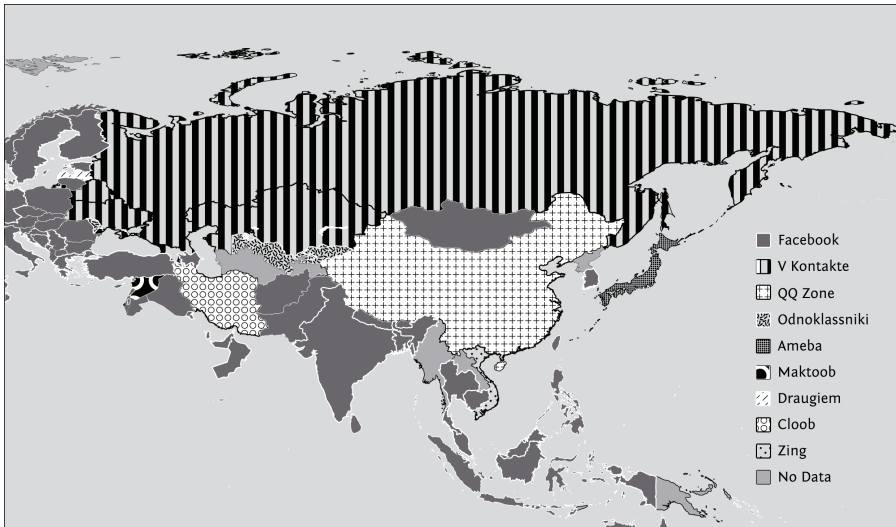 Facebook
V Kontakte
QQ Zone
Odnoklassniki
Ameba
Maktoob
Draugiem
Cloob
Zing
No Data